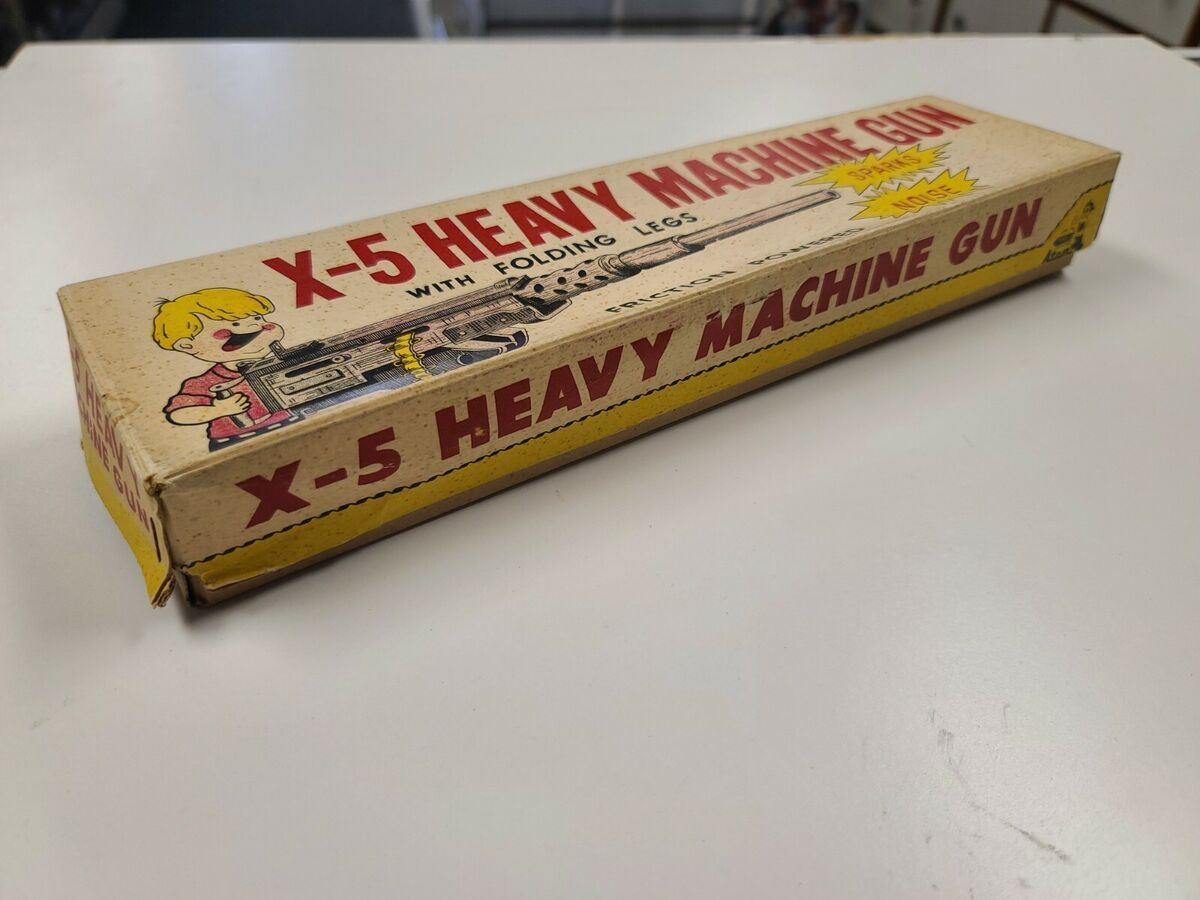 X-5 HEAVY MACHINE GUN
WITH FOLDING LEGS
SPARKS
NOISE
FRICTION POWERED
X-5 HEAVY MACHINE GUN